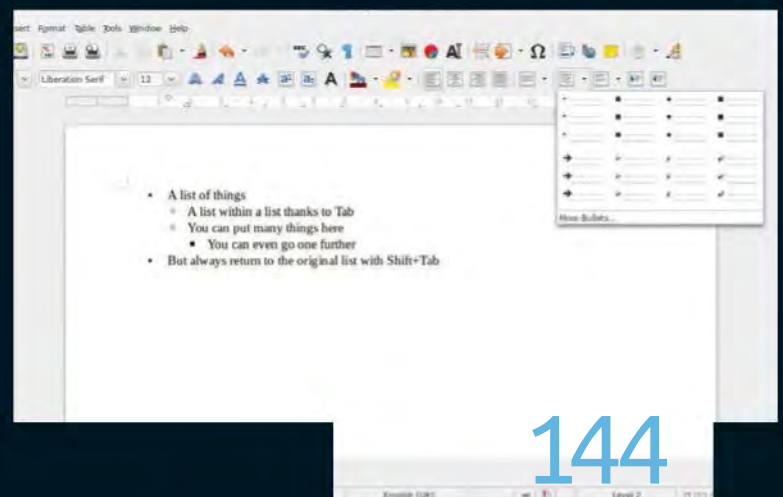 Format Table Tools Window Help
Liberation Serif 12
A list of things
A list within a list thanks to Tab
You can put many things here
You can even go one further
But always return to the original list with Shift+Tab
More Bullets...
144
English (UK) Level 2